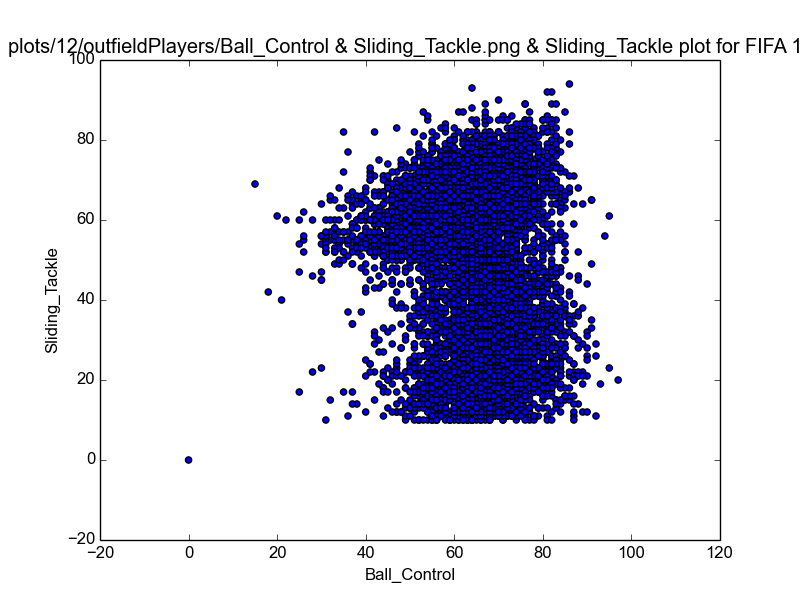 plots/12/outfieldPlayers/Ball_Control & Sliding_Tackle.png & Sliding_Tackle plot for FIFA 1
100
80
60
40
20
0
−20
Sliding_Tackle
−20 0 20 40 60 80 100 120
Ball_Control